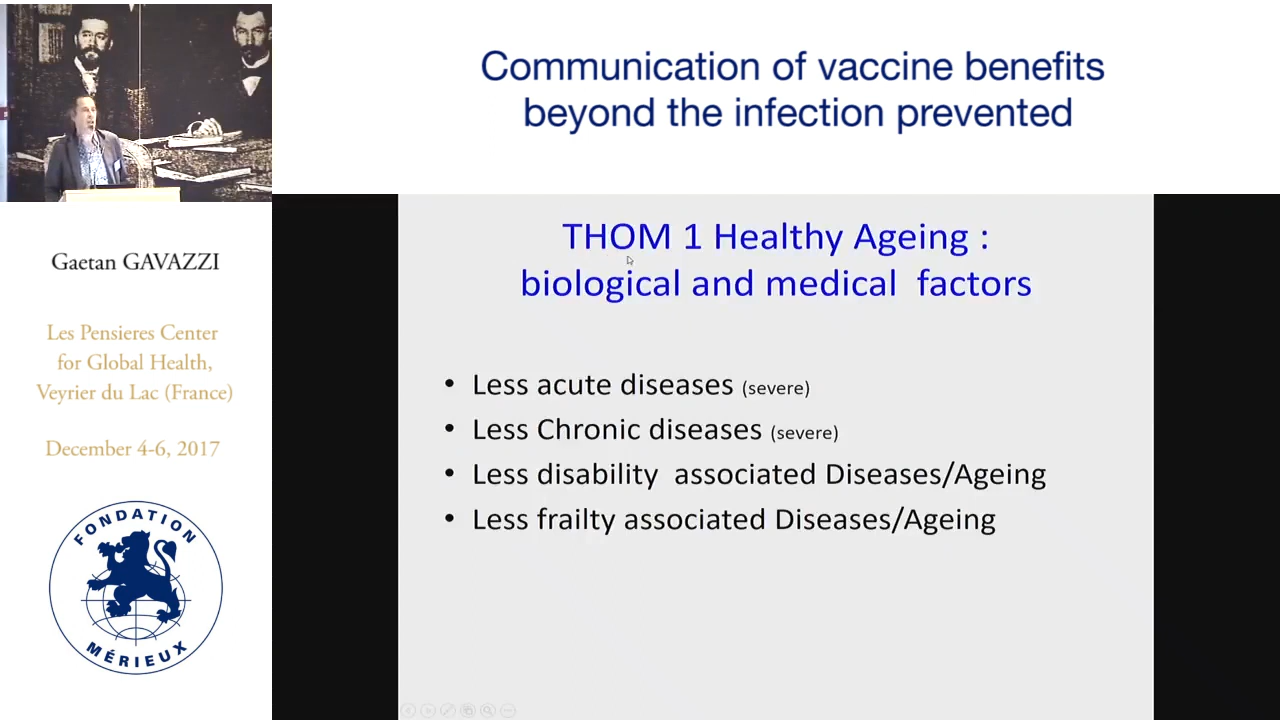 Communication of vaccine benefits
beyond the infection prevented
Gaetan GAVAZZI
Les Pensieres Center
for Global Health,
Veyrier du Lac (France)
December 4-6, 2017
FONDATION
MÉRIEUX
THOM 1 Healthy Ageing :
biological and medical factors
• Less acute diseases (severe)
• Less Chronic diseases (severe)
• Less disability associated Diseases/Ageing
• Less frailty associated Diseases/Ageing